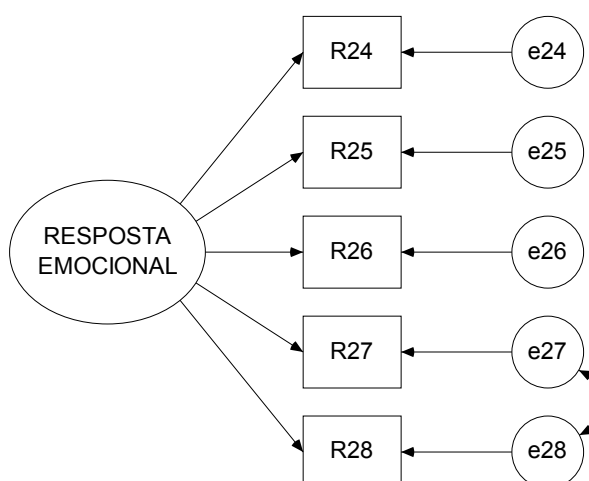 R24
e24
R25
e25
RESPOSTA
EMOCIONAL
R26
e26
R27
e27
R28
e28